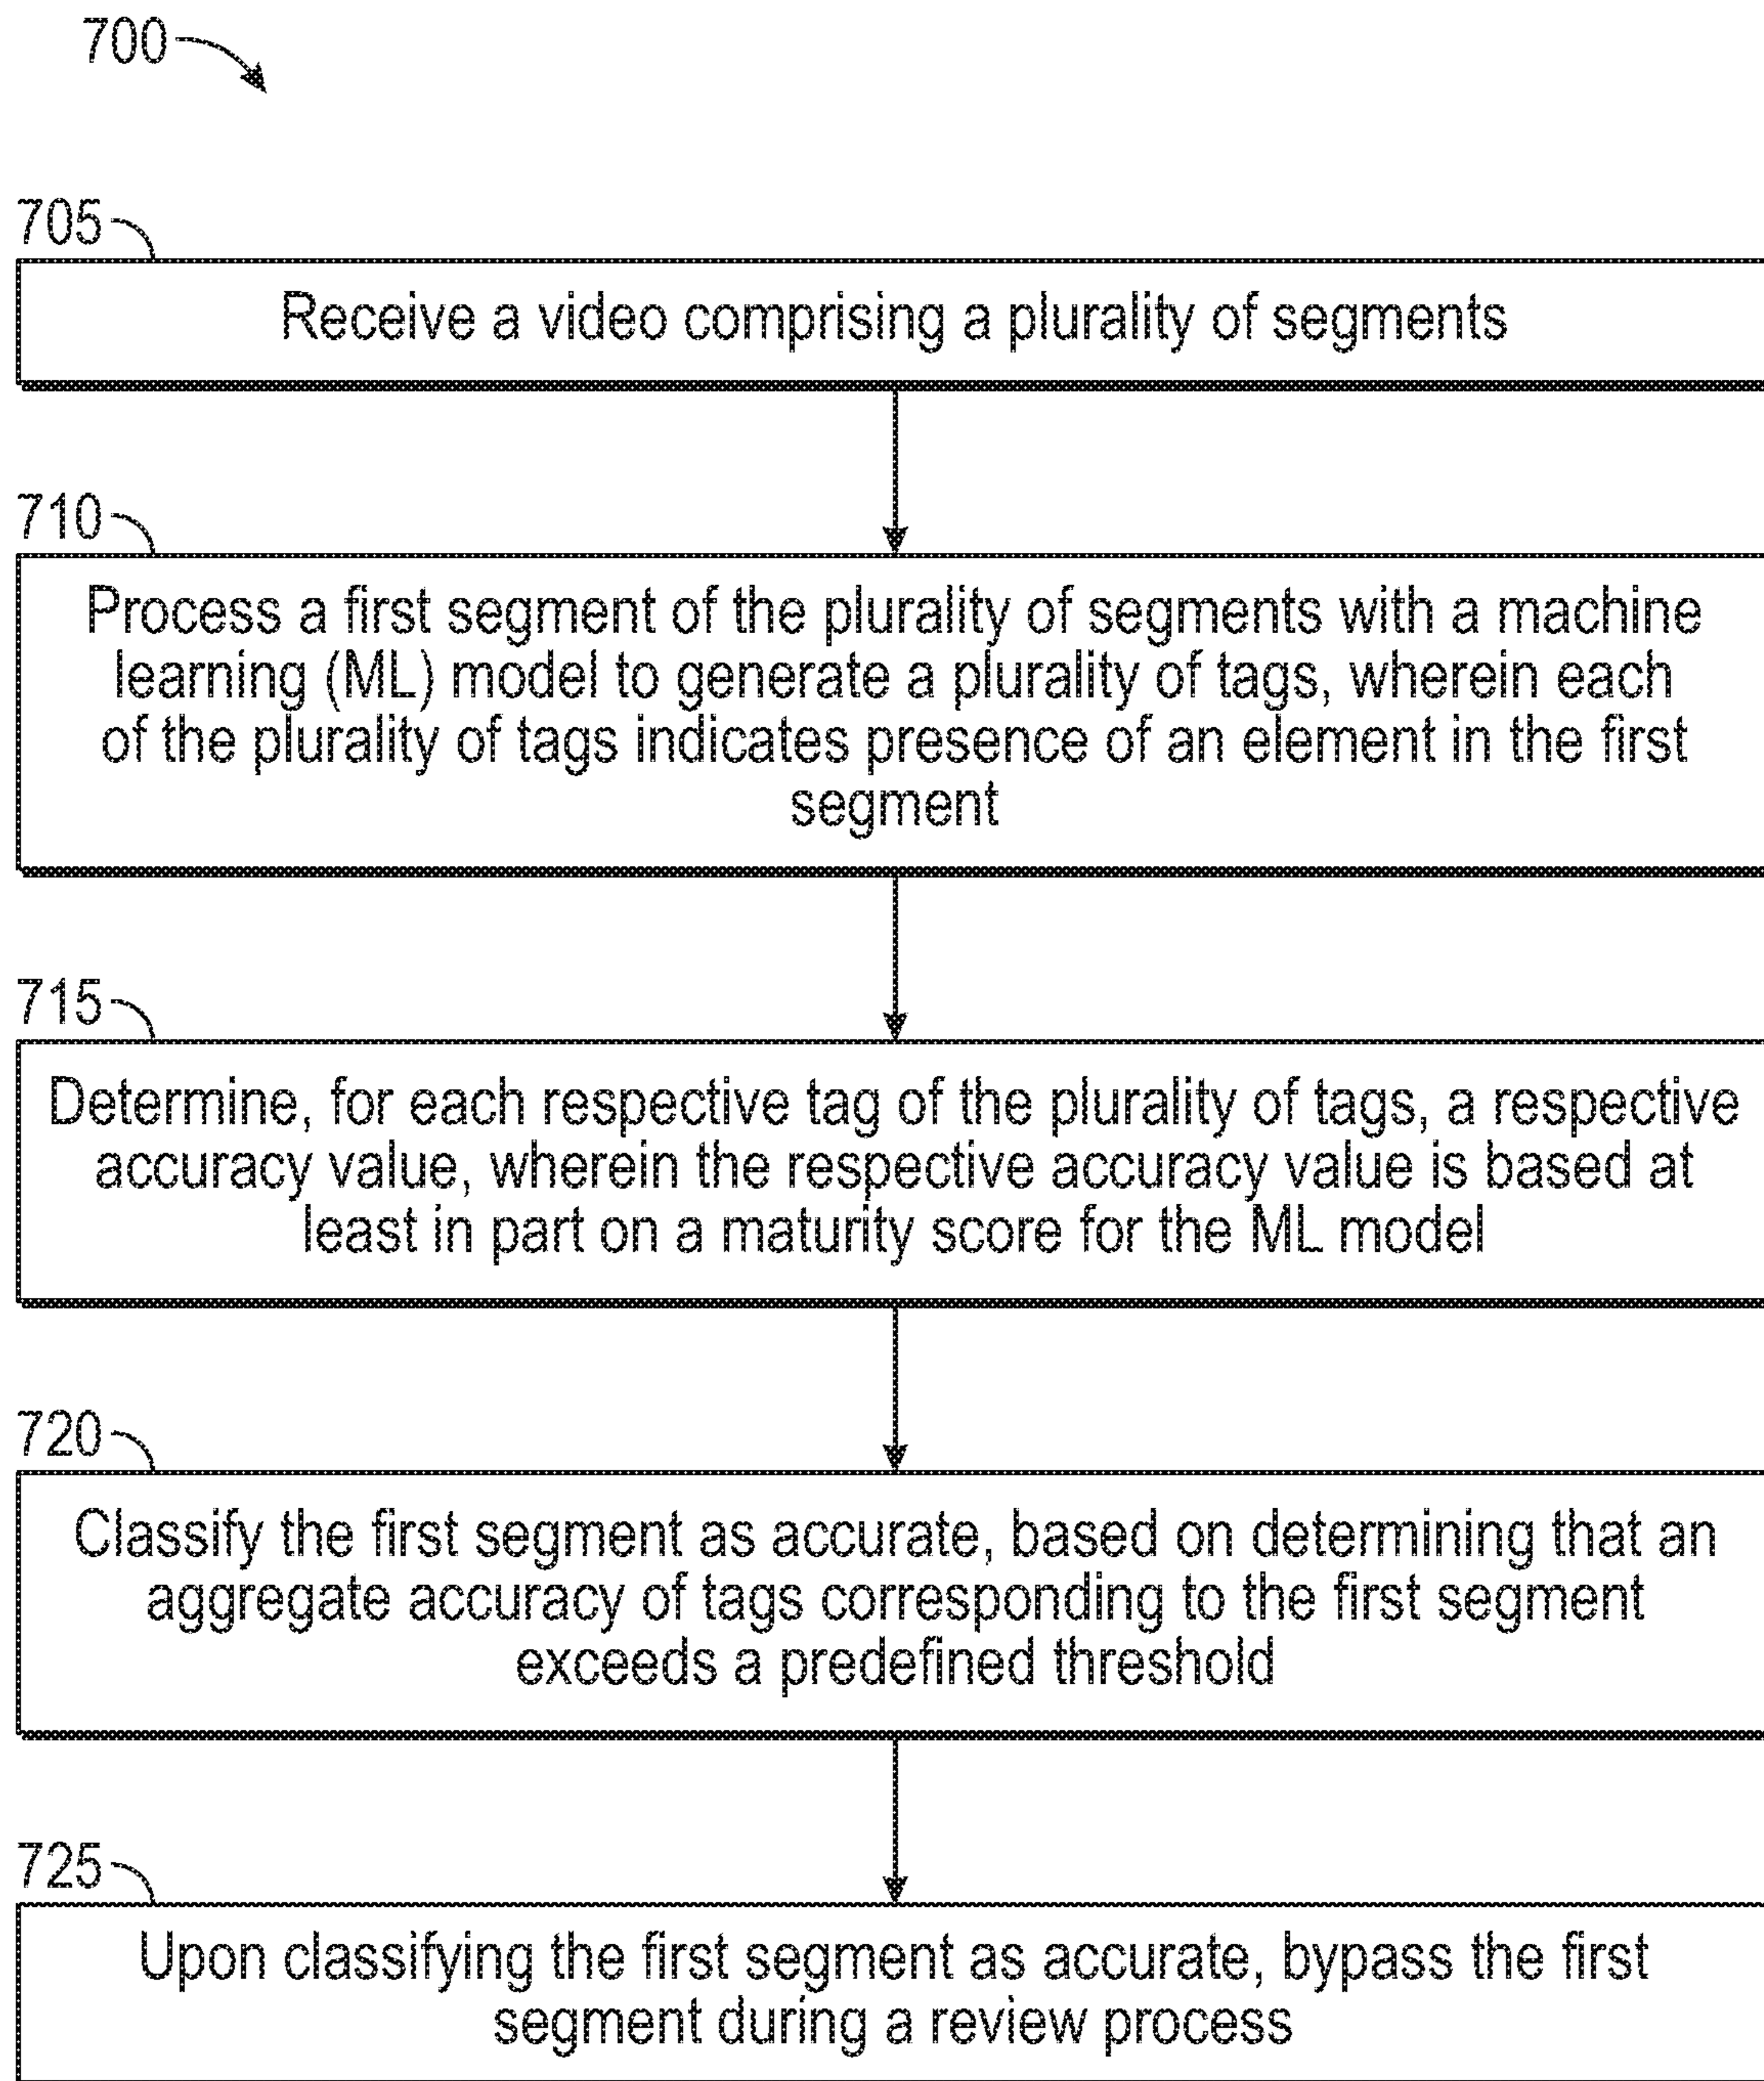 700
705
Receive a video comprising a plurality of segments
710
Process a first segment of the plurality of segments with a machine
learning (ML) model to generate a plurality of tags, wherein each
of the plurality of tags indicates presence of an element in the first
segment
715
Determine, for each respective tag of the plurality of tags, a respective
accuracy value, wherein the respective accuracy value is based at
least in part on a maturity score for the ML model
720
Classify the first segment as accurate, based on determining that an
aggregate accuracy of tags corresponding to the first segment
exceeds a predefined threshold
725
Upon classifying the first segment as accurate, bypass the first
segment during a review process